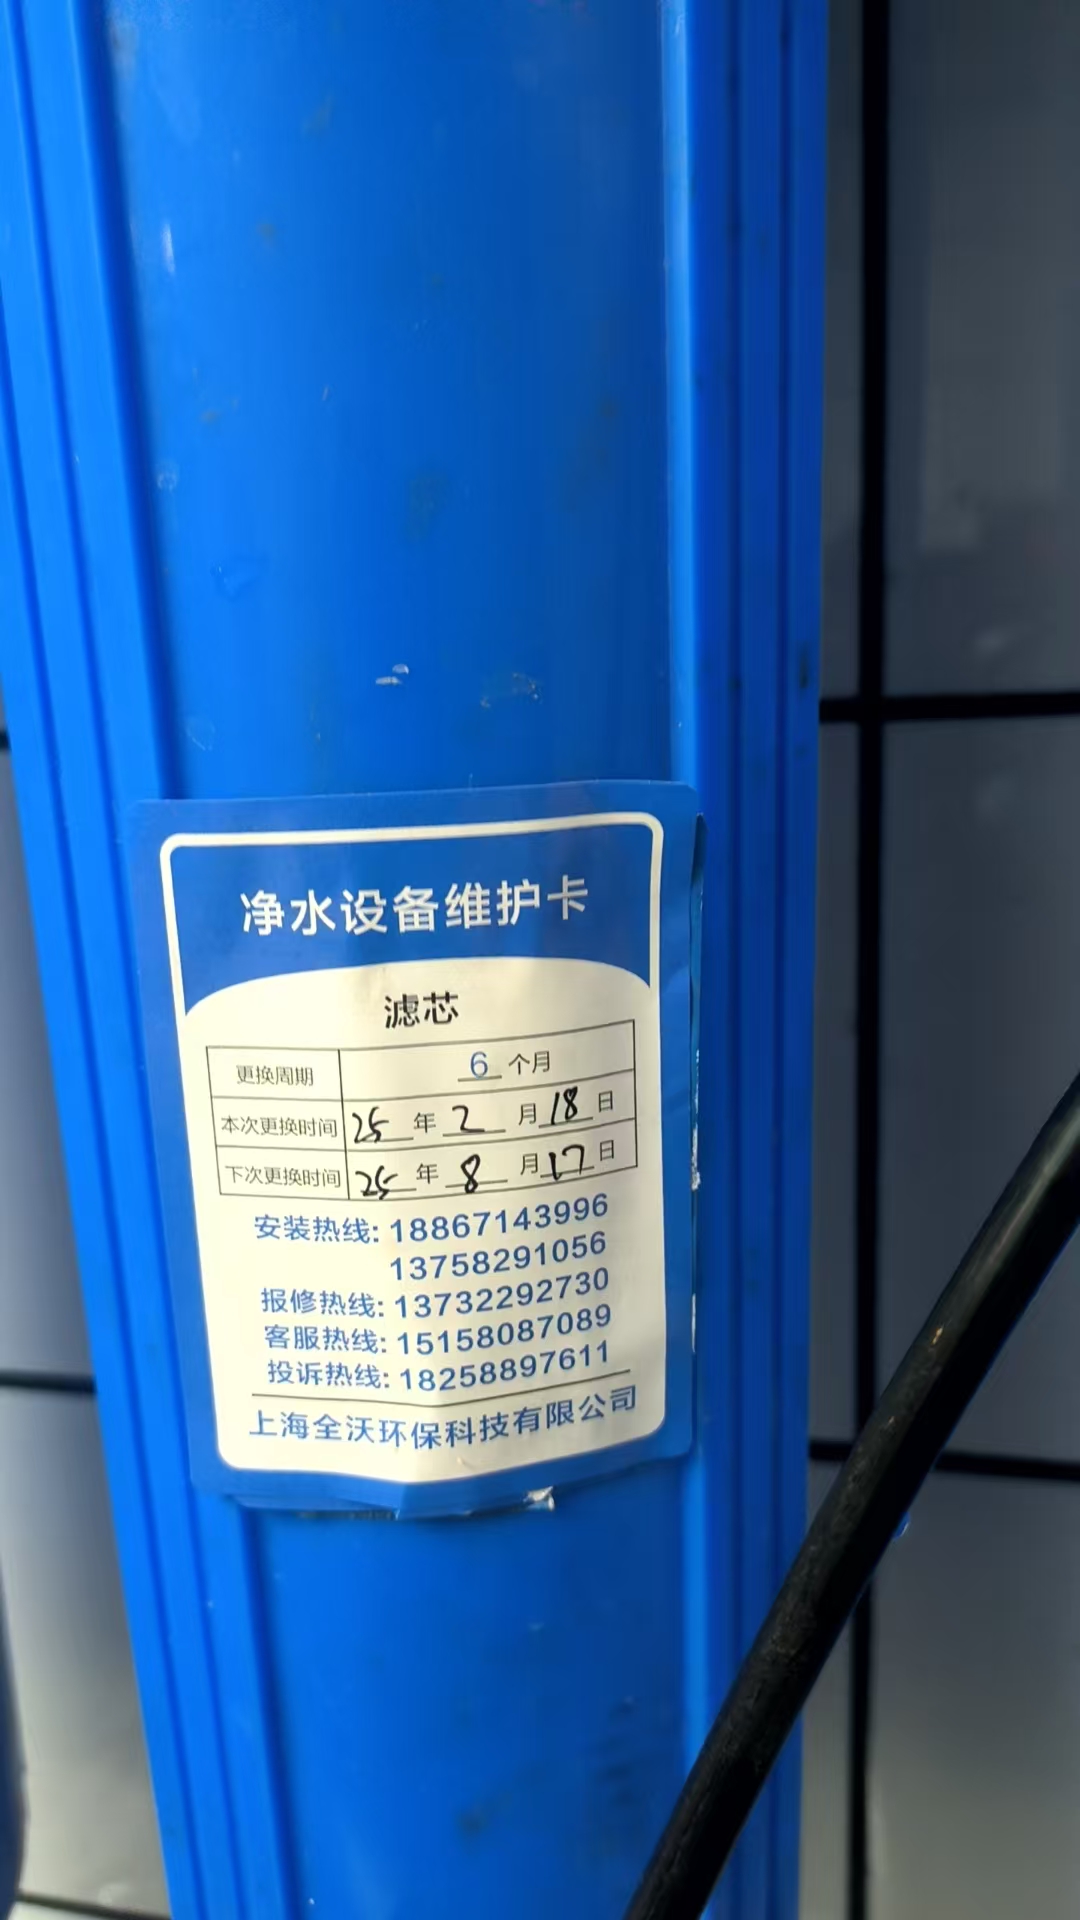 净水设备维护卡
滤芯
更换周期 6 个月
本次更换时间 25 年 2 月 18 日
下次更换时间 25 年 8 月 17 日
安装热线: 18867143996
13758291056
报修热线: 13732292730
客服热线: 15158087089
投诉热线: 18258897611
上海全沃环保科技有限公司